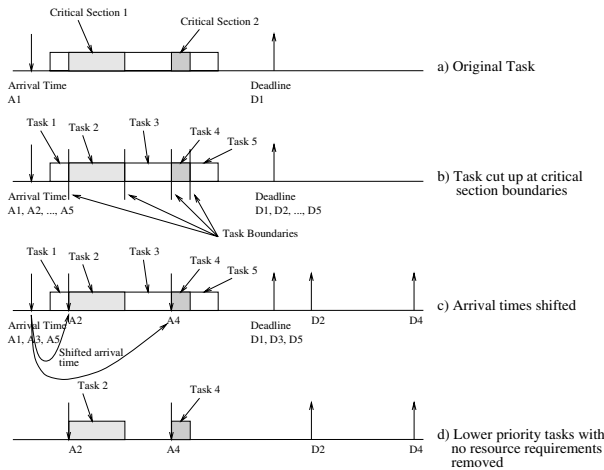 Critical Section 1
Critical Section 2
a) Original Task
Arrival Time
A1
Deadline
D1
Task 1
Task 2
Task 3
Task 4
Task 5
b) Task cut up at critical
section boundaries
Arrival Time
A1, A2, ..., A5
Deadline
D1, D2, ..., D5
Task Boundaries
Task 1
Task 2
Task 3
Task 4
Task 5
c) Arrival times shifted
Arrival Time
A1, A3, A5
A2
A4
Deadline
D1, D3, D5
D2
D4
Shifted arrival
time
Task 2
Task 4
A2
A4
D2
D4
d) Lower priority tasks with
no resource requirements
removed